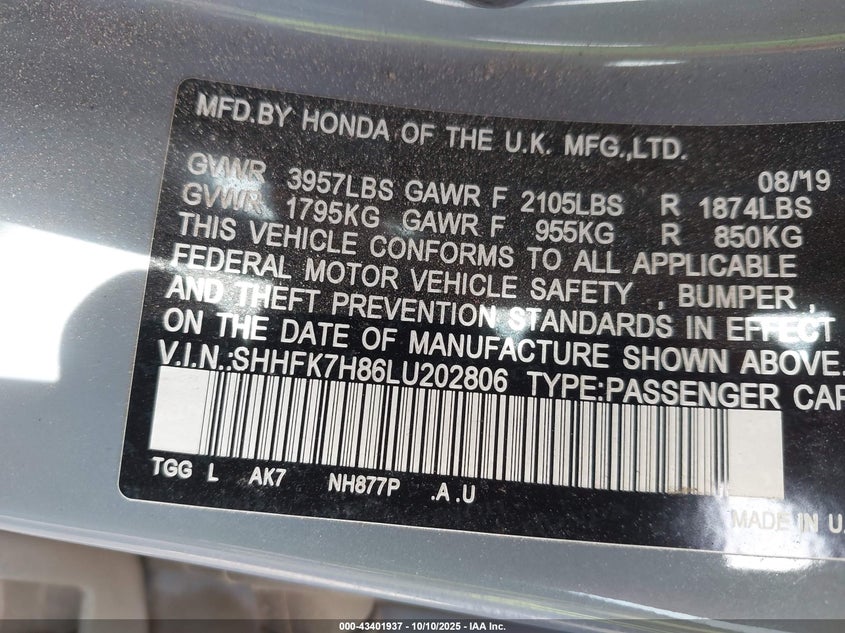 MFD.BY HONDA OF THE U.K. MFG.,LTD.
08/19
GVWR 3957LBS GAWR F 2105LBS R 1874LBS
GVWR 1795KG GAWR F 955KG R 850KG
THIS VEHICLE CONFORMS TO ALL APPLICABLE
FEDERAL MOTOR VEHICLE SAFETY , BUMPER ,
AND THEFT PREVENTION STANDARDS IN EFFECT
ON THE DATE OF MANUFACTURE SHOWN ABOVE.
V.I.N.:SHHFK7H86LU202806 TYPE:PASSENGER CAR
TGG L AK7 NH877P .A .U
MADE IN U.
000-43401937 - 10/10/2025 - IAA Inc.